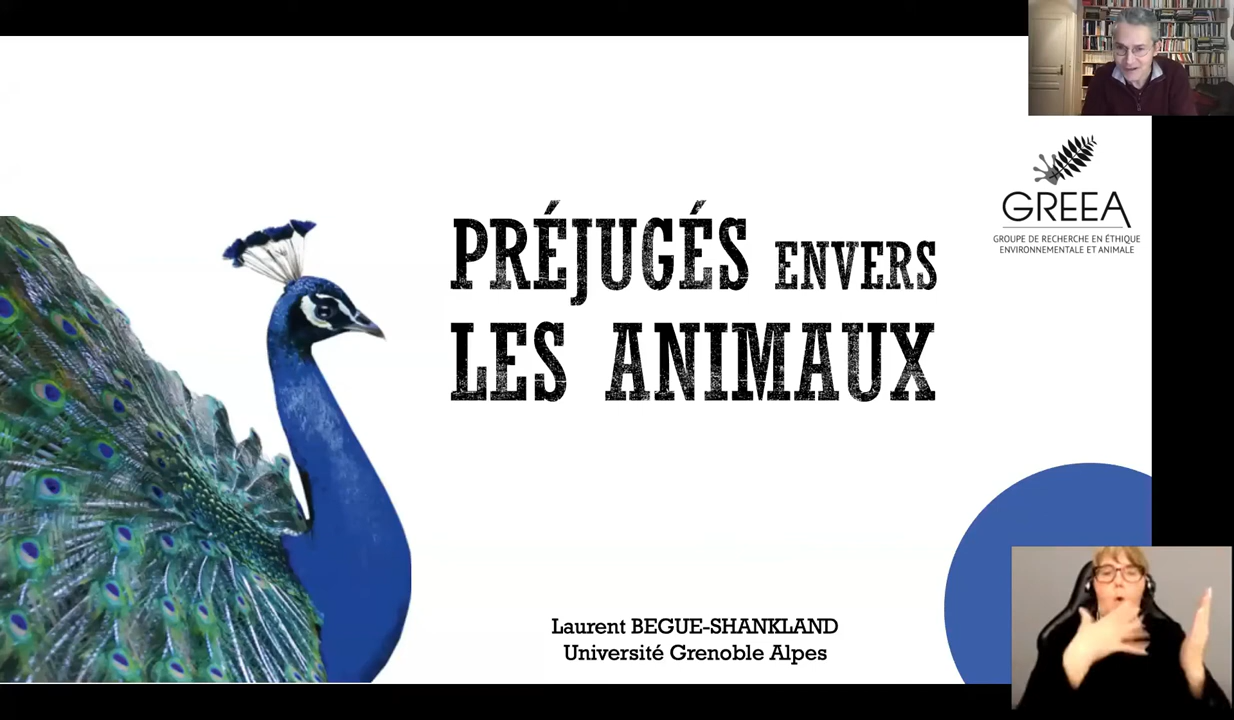 GREEA
GROUPE DE RECHERCHE EN ÉTHIQUE
ENVIRONNEMENTALE ET ANIMALE
PRÉJUGÉS ENVERS
LES ANIMAUX
Laurent BEGUE-SHANKLAND
Université Grenoble Alpes